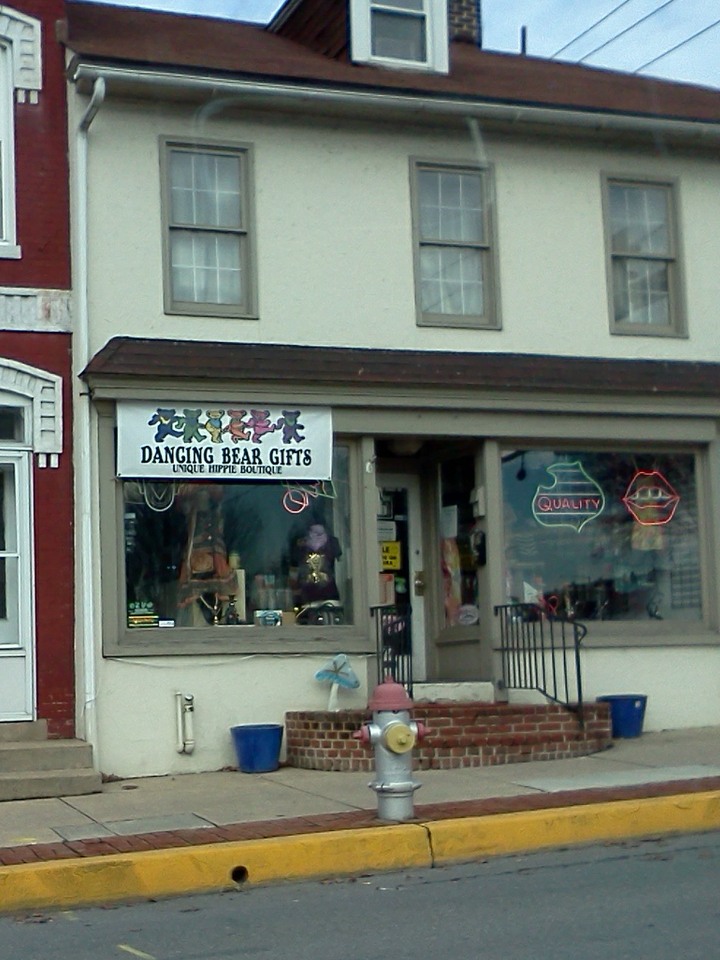 DANCING BEAR GIFTS
UNIQUE HIPPIE BOUTIQUE
QUALITY